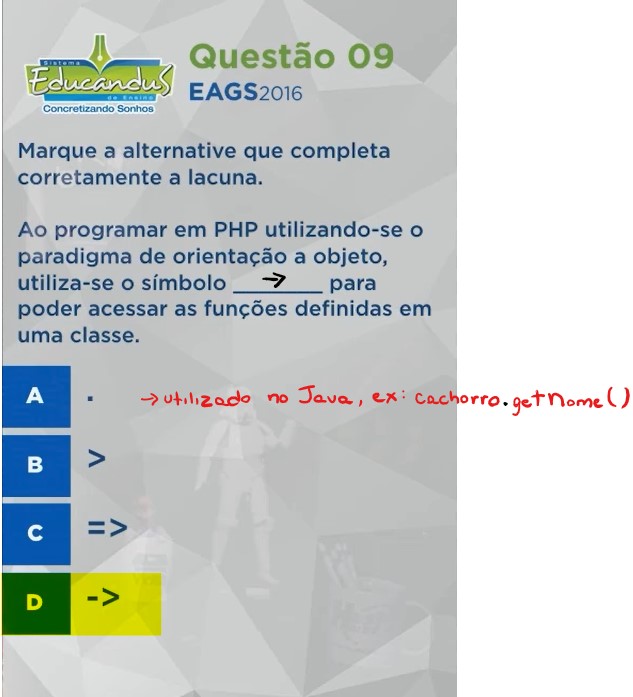 Sistema
Educandus
de Ensino
Concretizando Sonhos
Questão 09
EAGS2016
Marque a alternative que completa
corretamente a lacuna.
Ao programar em PHP utilizando-se o
paradigma de orientação a objeto,
utiliza-se o símbolo ___→___ para
poder acessar as funções definidas em
uma classe.
A . → utilizado no Java, ex: cachorro.getNome()
B >
C =>
D ->